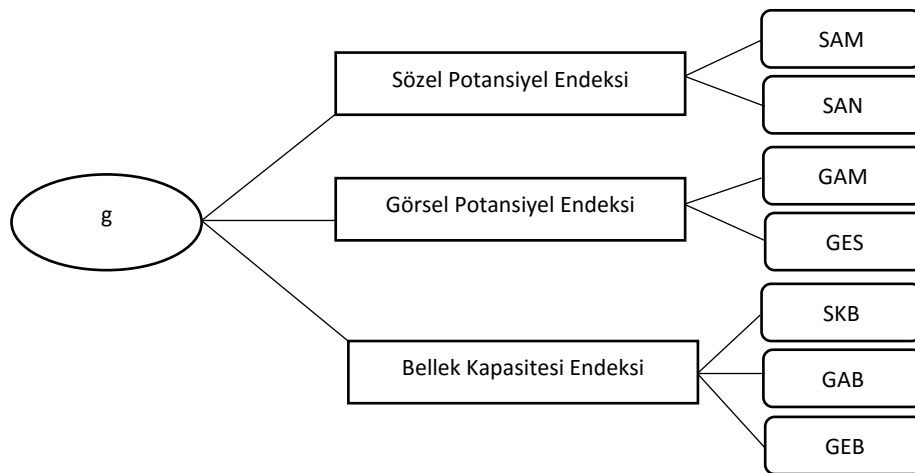 g
Sözel Potansiyel Endeksi
SAM
SAN
Görsel Potansiyel Endeksi
GAM
GES
Bellek Kapasitesi Endeksi
SKB
GAB
GEB